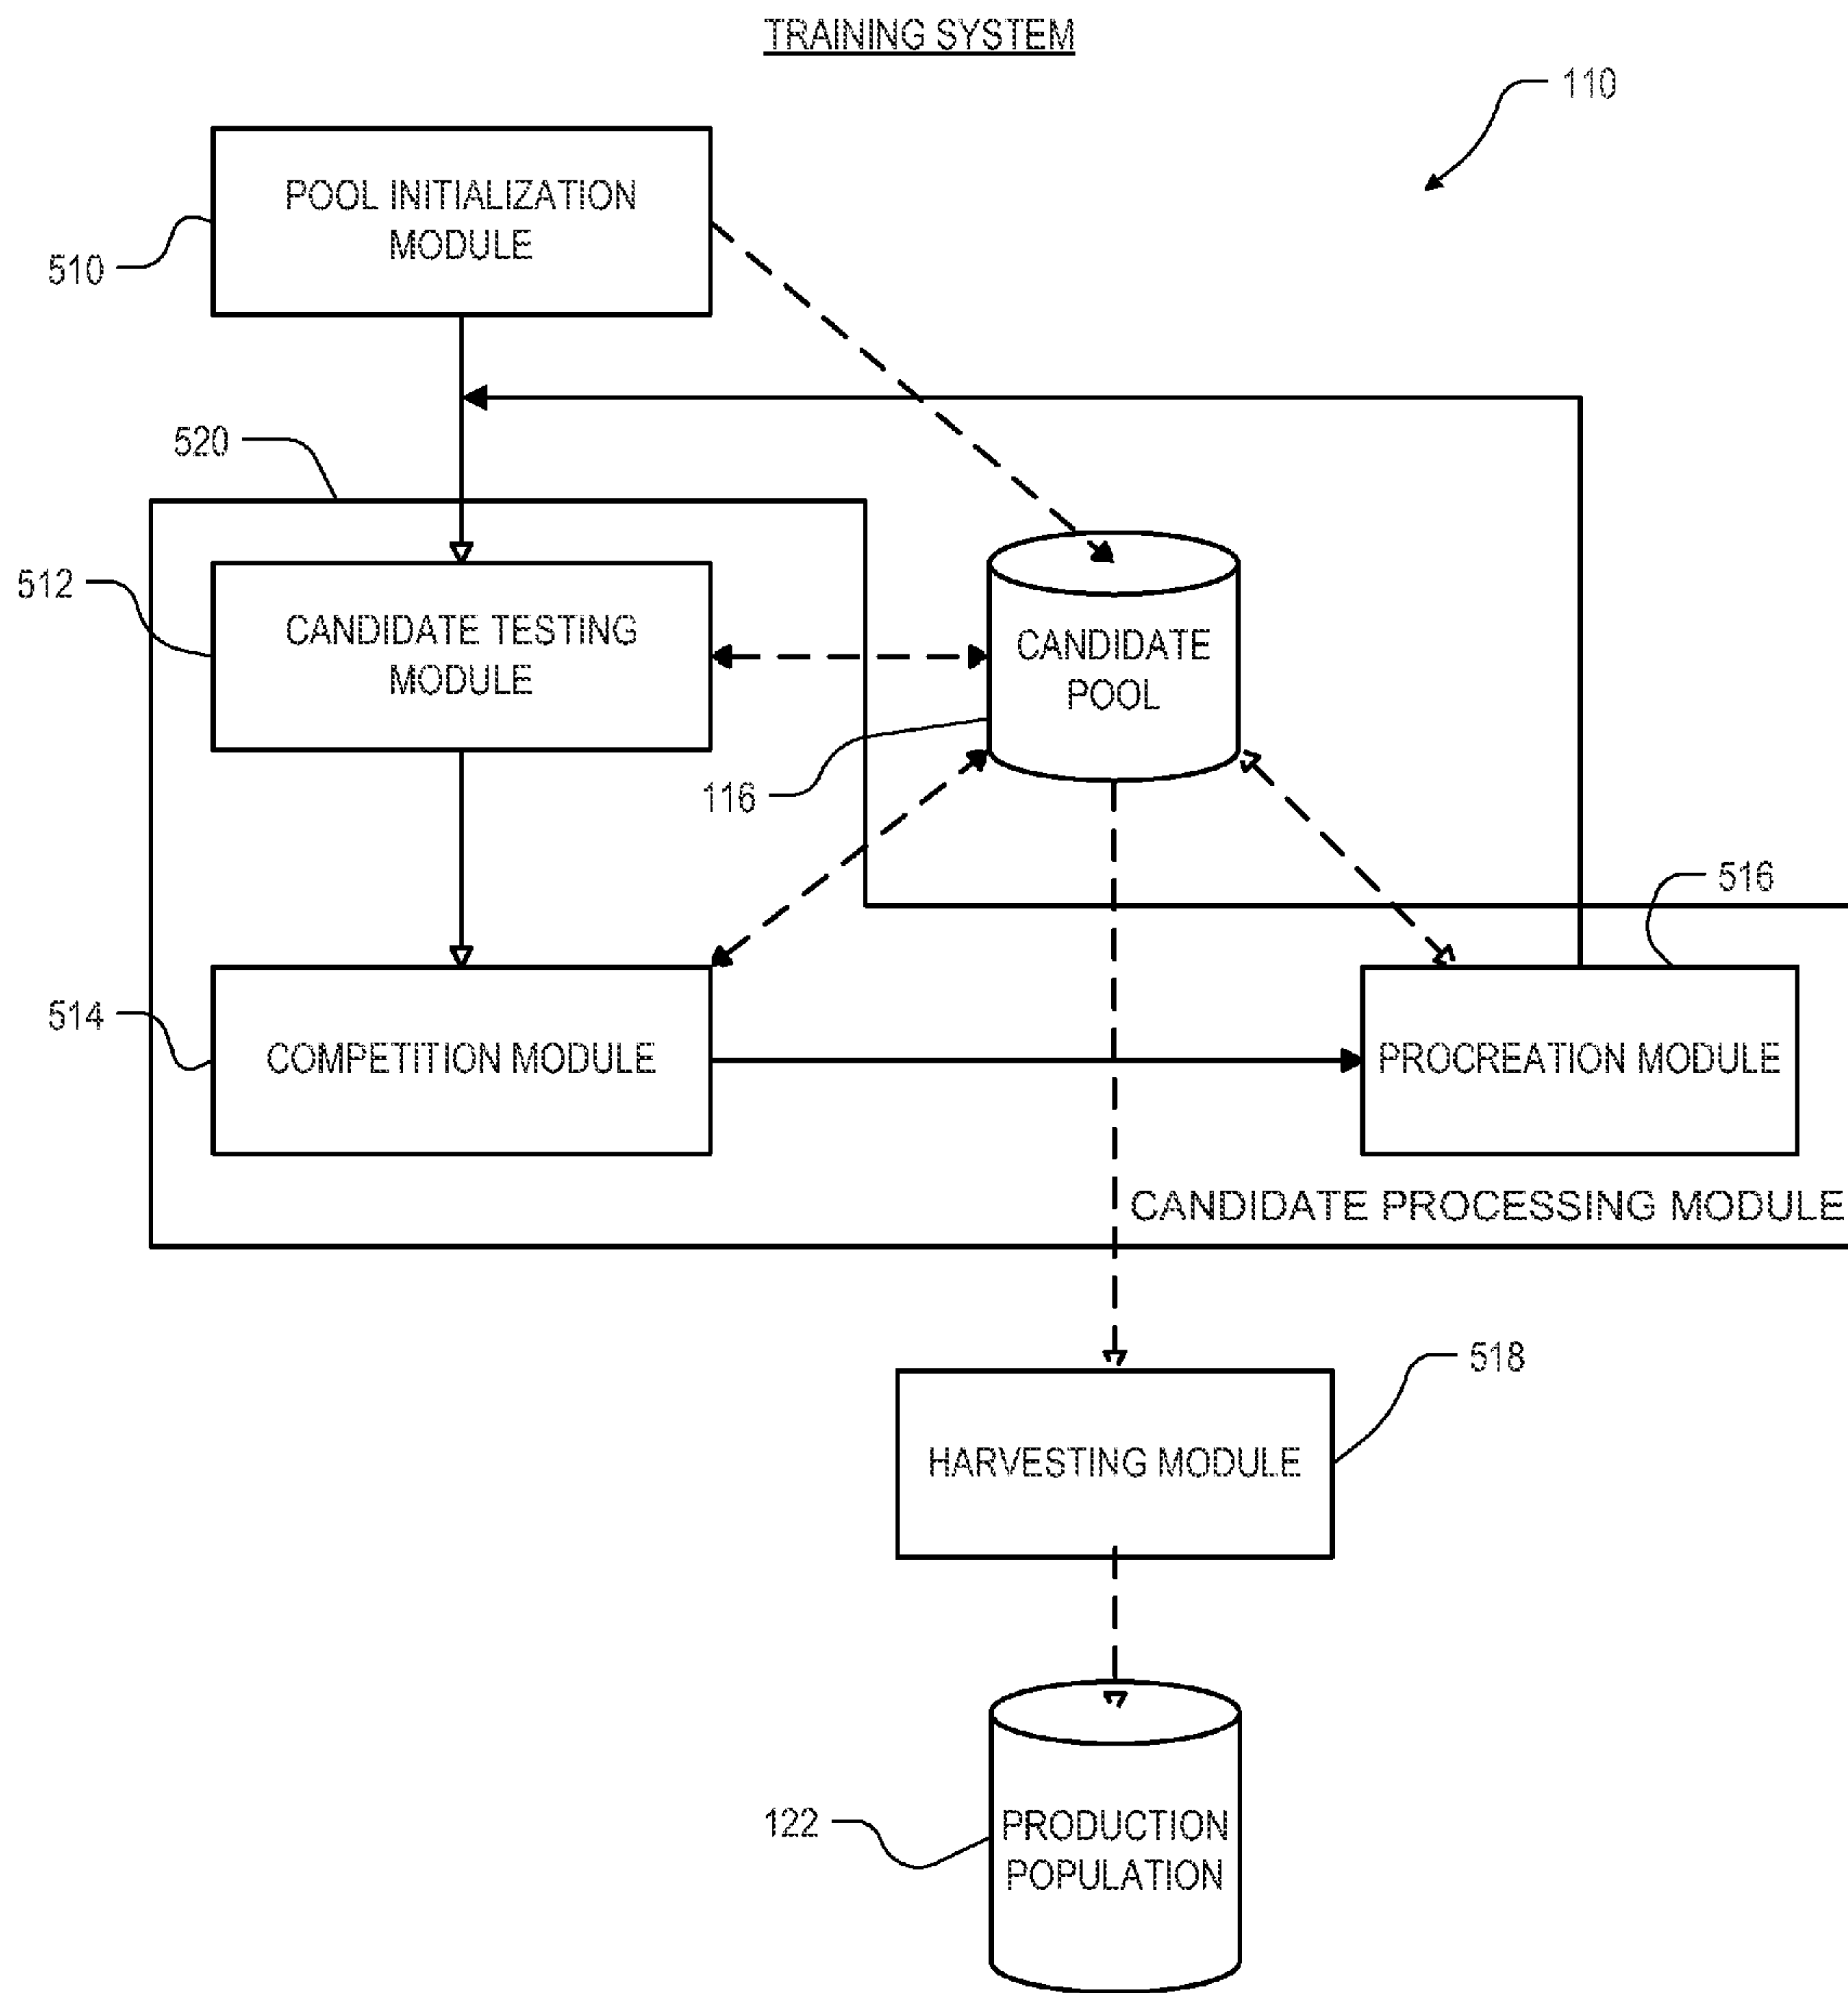 TRAINING SYSTEM
110
POOL INITIALIZATION
MODULE
510
520
512
CANDIDATE TESTING
MODULE
CANDIDATE
POOL
116
516
514
COMPETITION MODULE
PROCREATION MODULE
CANDIDATE PROCESSING MODULE
518
HARVESTING MODULE
122
PRODUCTION
POPULATION